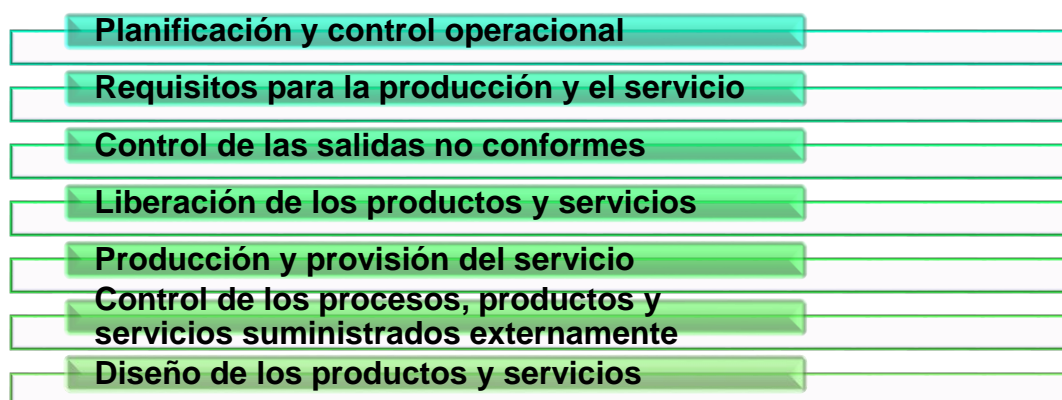 Planificación y control operacional
Requisitos para la producción y el servicio
Control de las salidas no conformes
Liberación de los productos y servicios
Producción y provisión del servicio
Control de los procesos, productos y
servicios suministrados externamente
Diseño de los productos y servicios